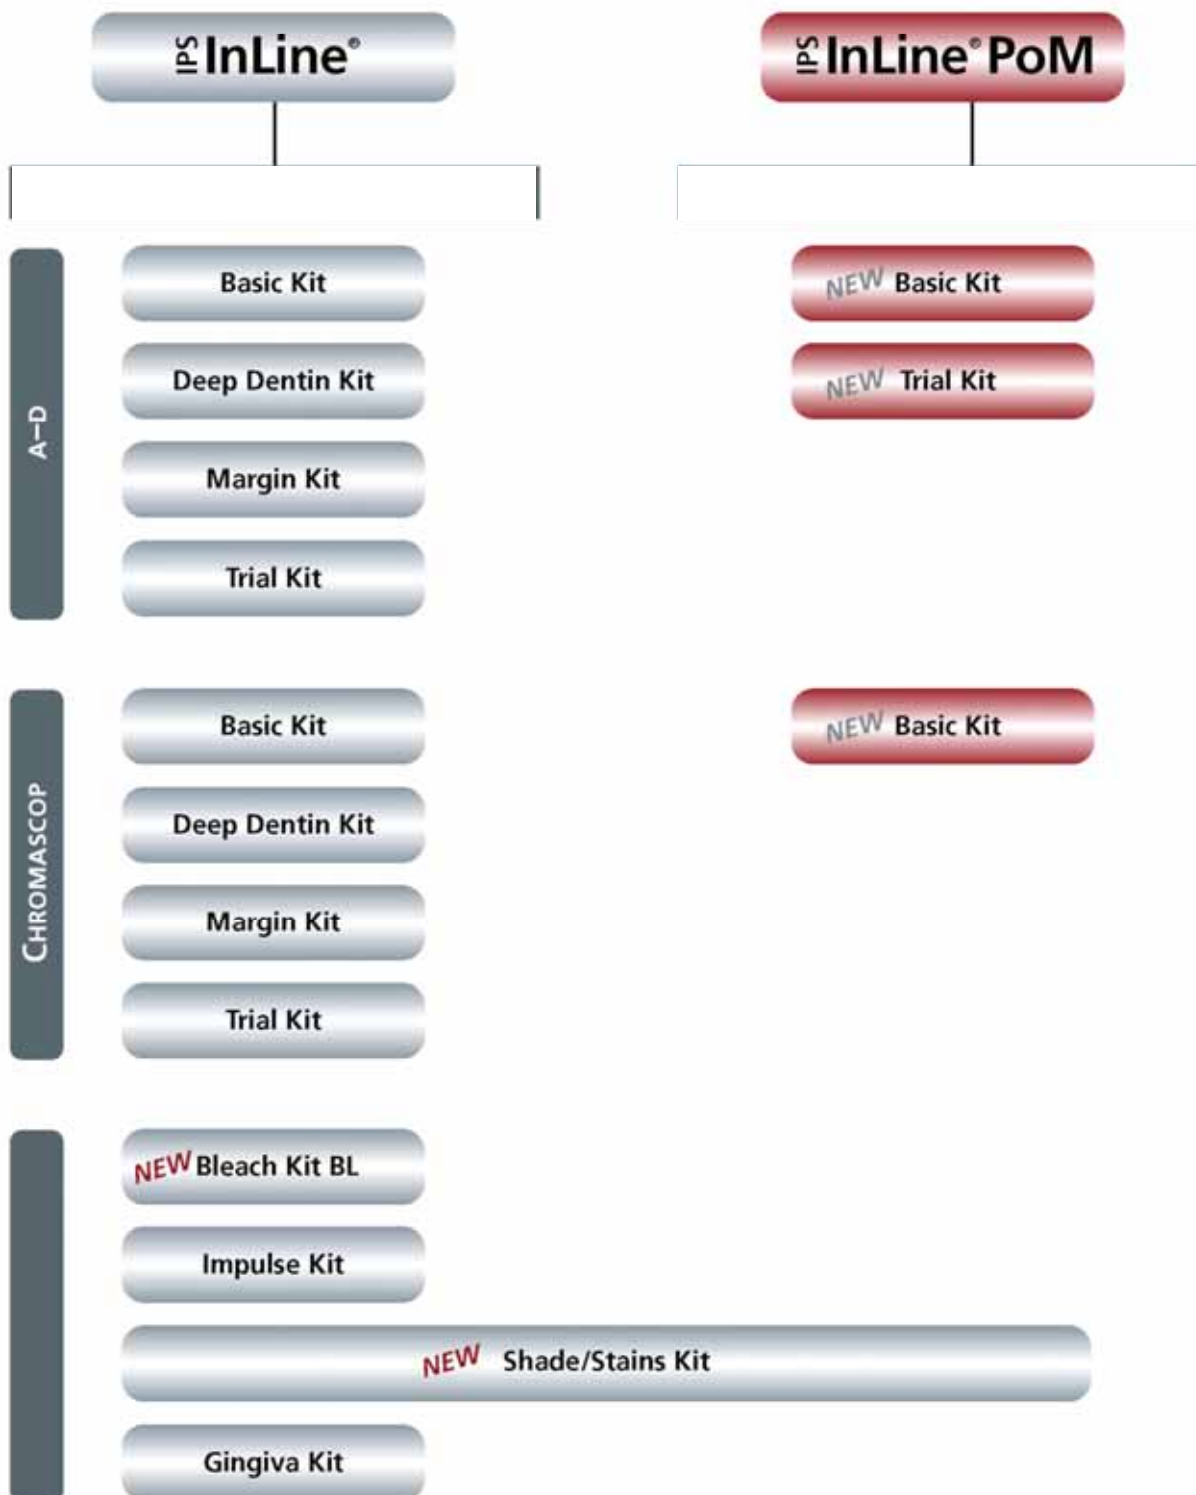 IPS InLine®
IPS InLine® PoM
A–D
Basic Kit
NEW Basic Kit
Deep Dentin Kit
NEW Trial Kit
Margin Kit
Trial Kit
CHROMASCOP
Basic Kit
NEW Basic Kit
Deep Dentin Kit
Margin Kit
Trial Kit
NEW Bleach Kit BL
Impulse Kit
NEW Shade/Stains Kit
Gingiva Kit